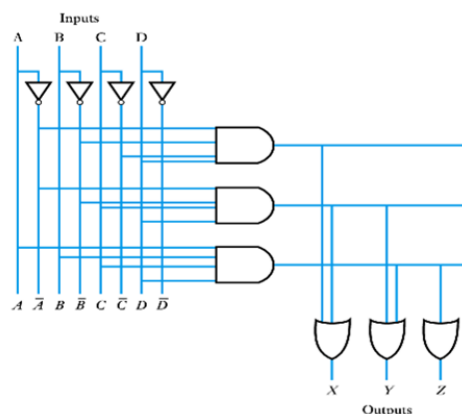 Inputs
A B C D
A A̅ B B̅ C C̅ D D̅
X Y Z
Outputs